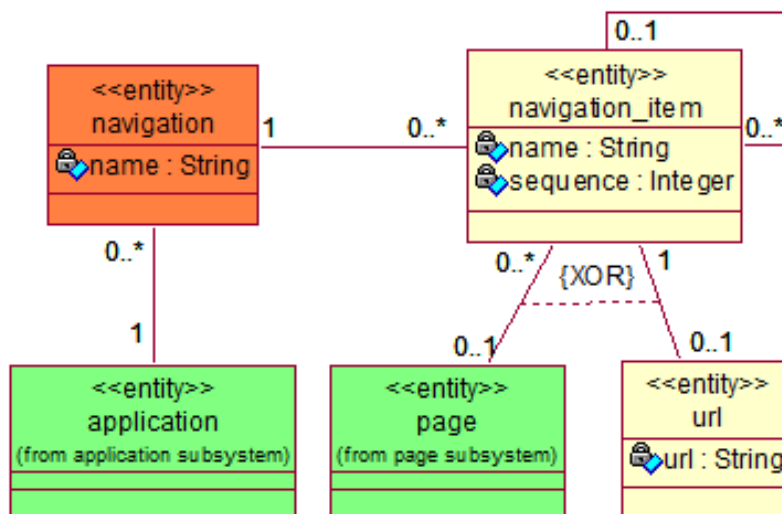 0..1
<<entity>>
navigation
name : String
1
0..*
<<entity>>
navigation_item
name : String
sequence : Integer
0..*
0..*
1
0..*
{XOR}
1
0..1
0..1
<<entity>>
application
(from application subsystem)
<<entity>>
page
(from page subsystem)
<<entity>>
url
url : String